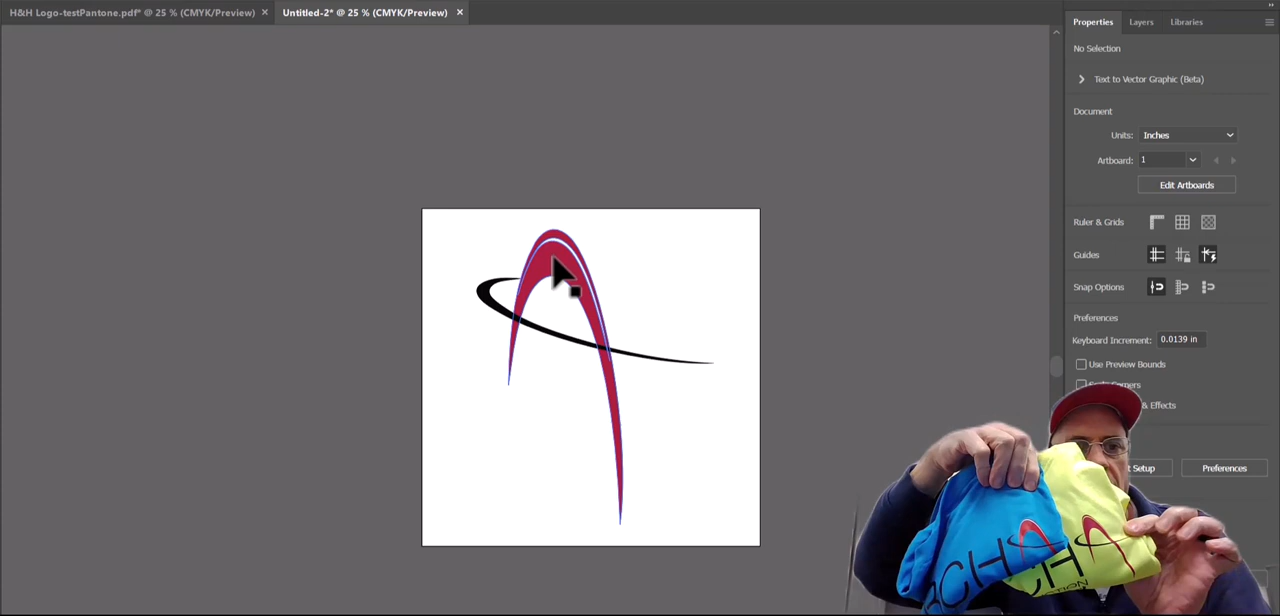 H&H Logo-testPantone.pdf* @ 25 % (CMYK/Preview) ×
Untitled-2* @ 25 % (CMYK/Preview) ×
Properties Layers Libraries
No Selection
Text to Vector Graphic (Beta)
Document
Units: Inches
Artboard: 1
Edit Artboards
Ruler & Grids
Guides
Snap Options
Preferences
Keyboard Increment: 0.0139 in
Use Preview Bounds
Corners
& Effects
Setup
Preferences